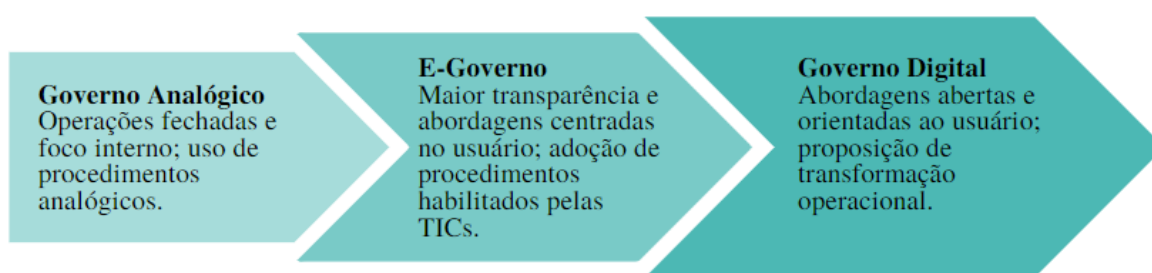 Governo Analógico
Operações fechadas e
foco interno; uso de
procedimentos
analógicos.
E-Governo
Maior transparência e
abordagens centradas
no usuário; adoção de
procedimentos
habilitados pelas
TICs.
Governo Digital
Abordagens abertas e
orientadas ao usuário;
proposição de
transformação
operacional.